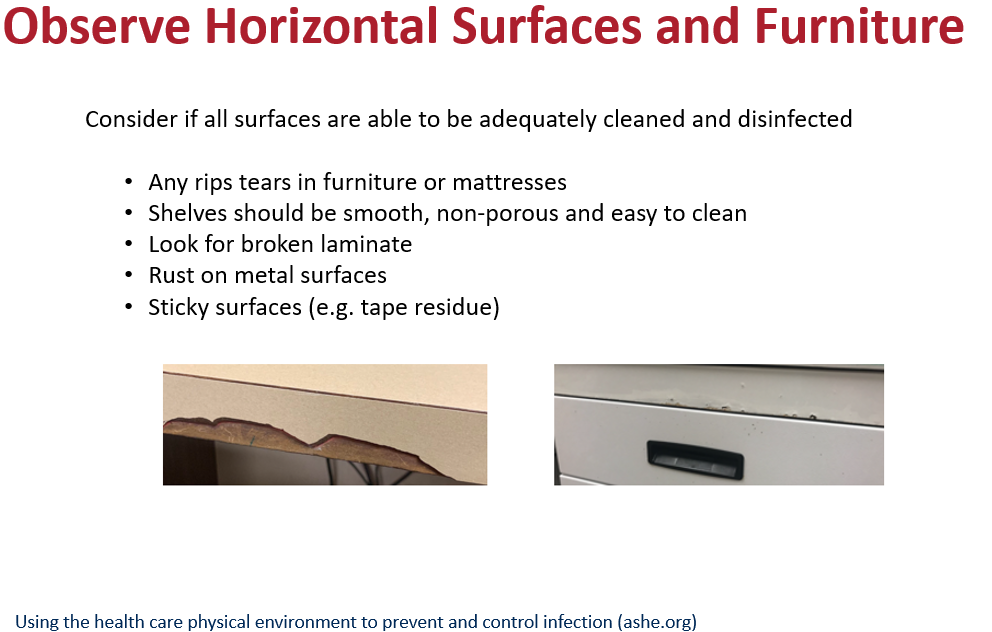 Observe Horizontal Surfaces and Furniture
Consider if all surfaces are able to be adequately cleaned and disinfected
• Any rips tears in furniture or mattresses
• Shelves should be smooth, non-porous and easy to clean
• Look for broken laminate
• Rust on metal surfaces
• Sticky surfaces (e.g. tape residue)
Using the health care physical environment to prevent and control infection (ashe.org)